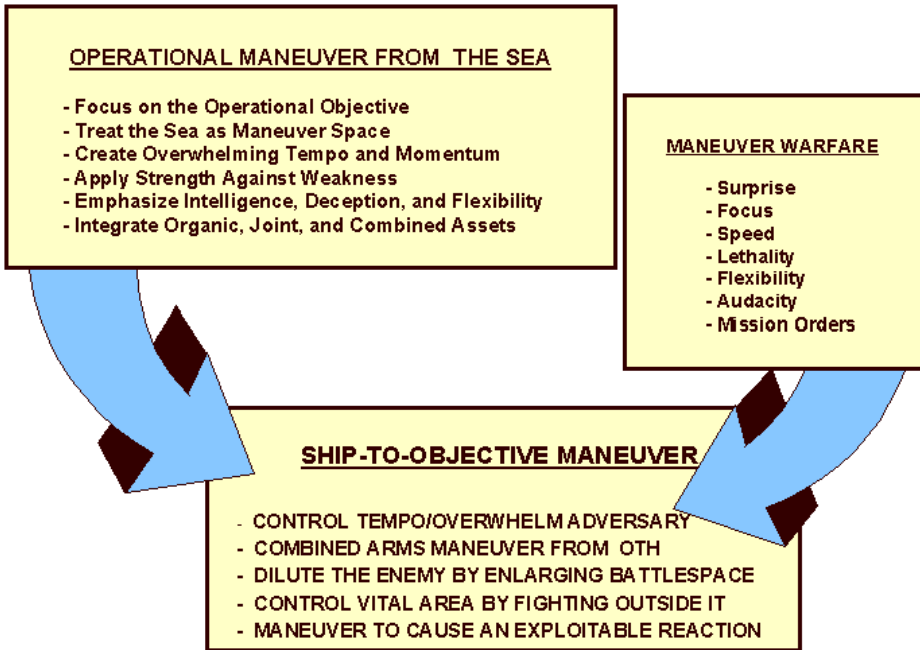 OPERATIONAL MANEUVER FROM THE SEA
- Focus on the Operational Objective
- Treat the Sea as Maneuver Space
- Create Overwhelming Tempo and Momentum
- Apply Strength Against Weakness
- Emphasize Intelligence, Deception, and Flexibility
- Integrate Organic, Joint, and Combined Assets
MANEUVER WARFARE
- Surprise
- Focus
- Speed
- Lethality
- Flexibility
- Audacity
- Mission Orders
SHIP-TO-OBJECTIVE MANEUVER
- CONTROL TEMPO/OVERWHELM ADVERSARY
- COMBINED ARMS MANEUVER FROM OTH
- DILUTE THE ENEMY BY ENLARGING BATTLESPACE
- CONTROL VITAL AREA BY FIGHTING OUTSIDE IT
- MANEUVER TO CAUSE AN EXPLOITABLE REACTION